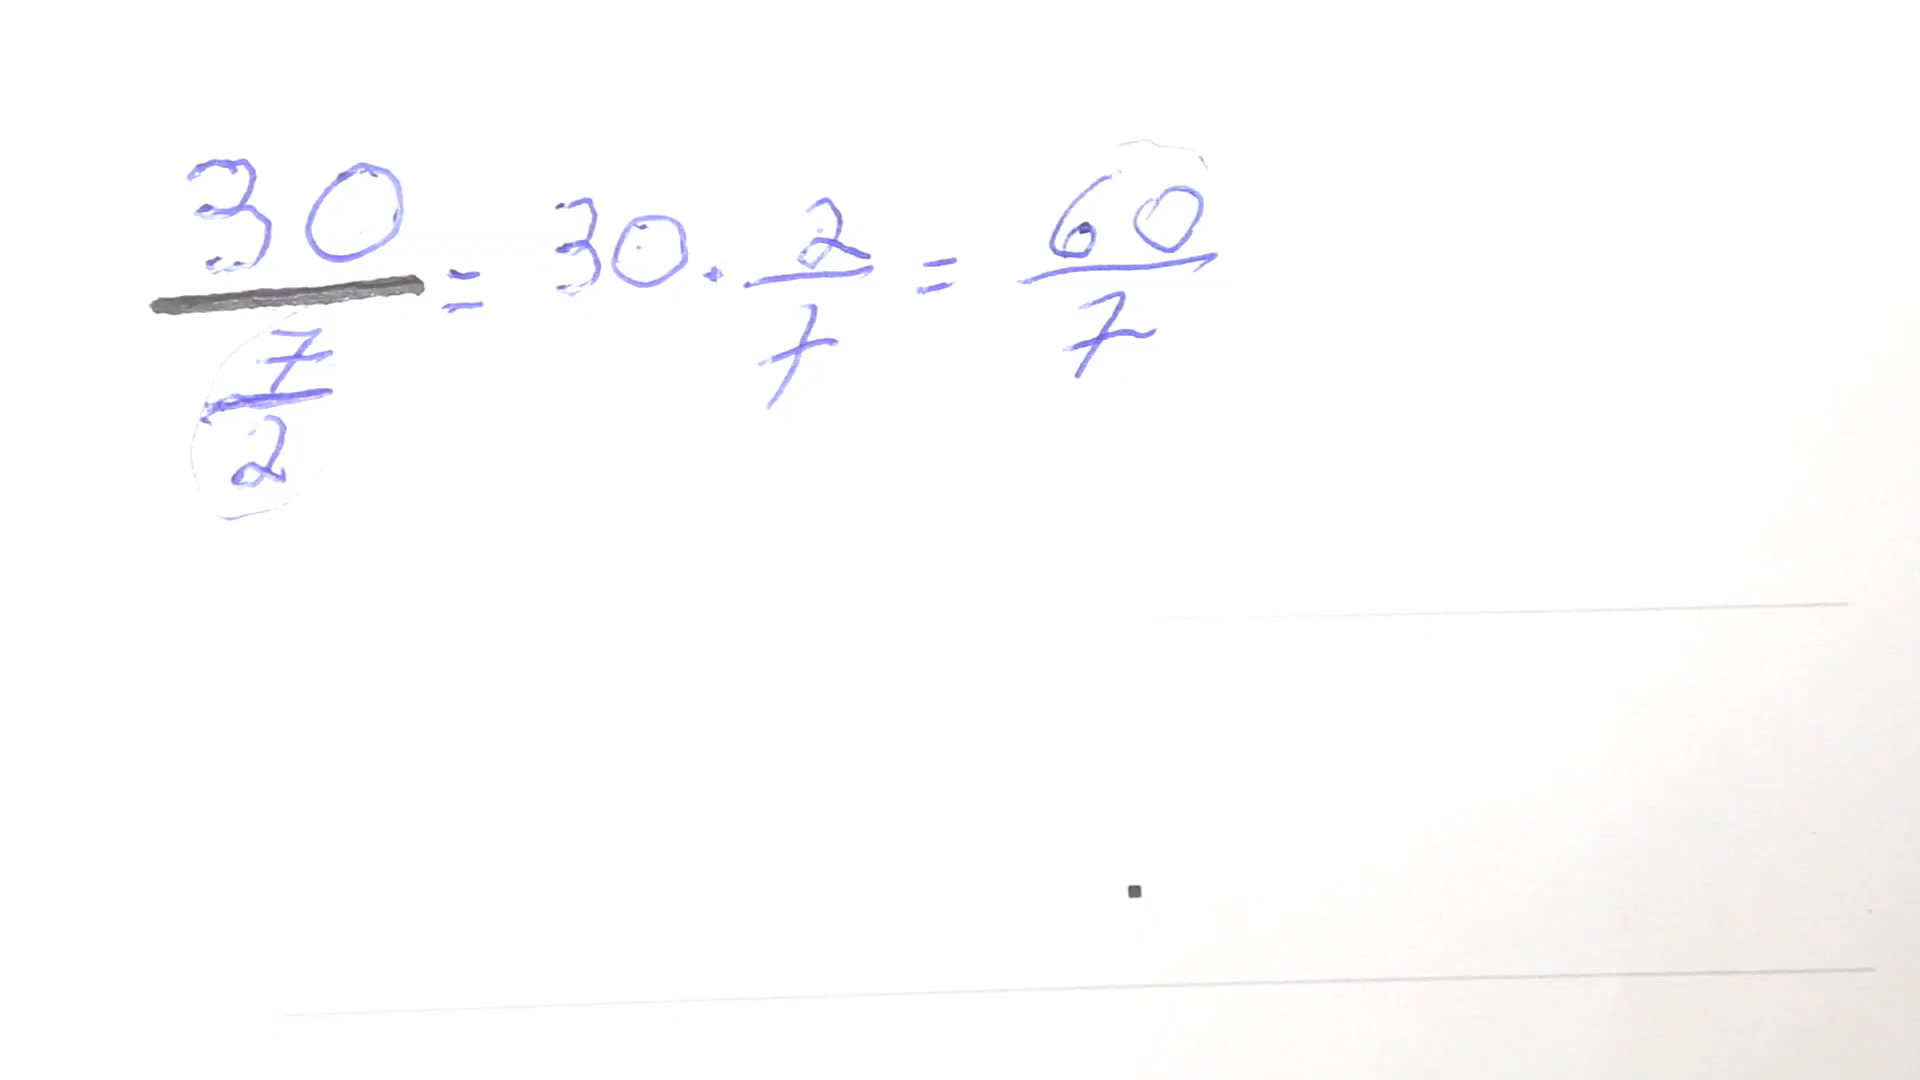 30/(7/2) = 30 · 2/7 = 60/7